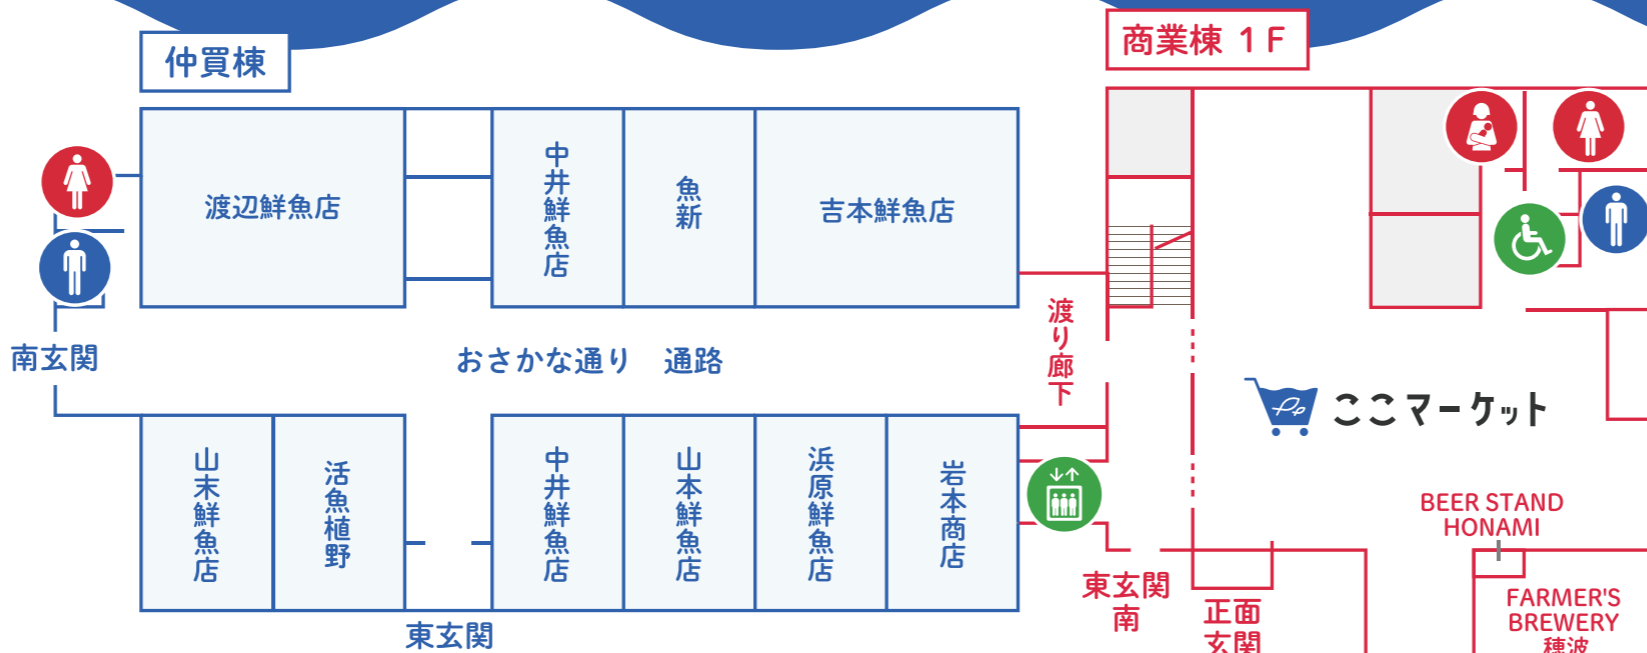 仲買棟
商業棟 1F
渡辺鮮魚店
中井鮮魚店
魚新
吉本鮮魚店
渡り廊下
南玄関
おさかな通り 通路
ここマーケット
山末鮮魚店
活魚植野
中井鮮魚店
山本鮮魚店
浜原鮮魚店
岩本商店
BEER STAND
HONAMI
東玄関
南
正面
玄関
FARMER'S
BREWERY
穂波
東玄関